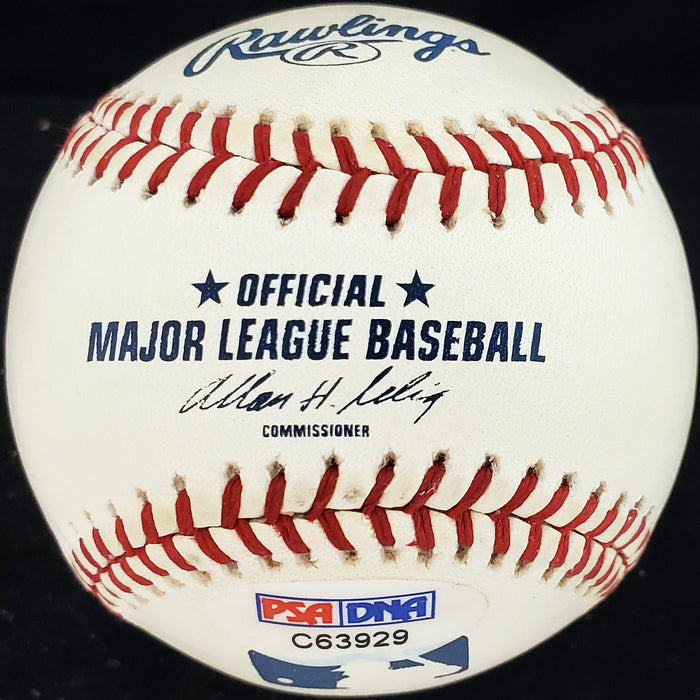 Rawlings
R
★ OFFICIAL ★
MAJOR LEAGUE BASEBALL
Allan H. Selig
COMMISSIONER
PSA DNA
C63929